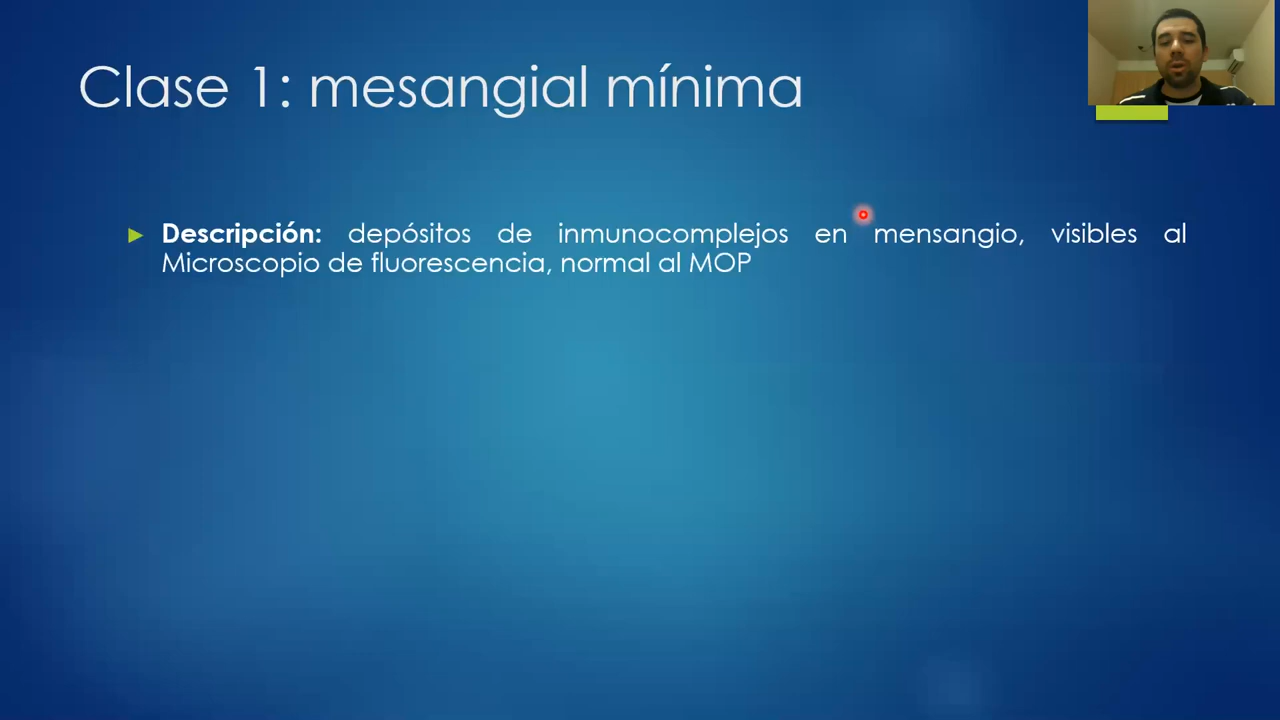 Clase 1: mesangial mínima
Descripción: depósitos de inmunocomplejos en mensangio, visibles al
Microscopio de fluorescencia, normal al MOP